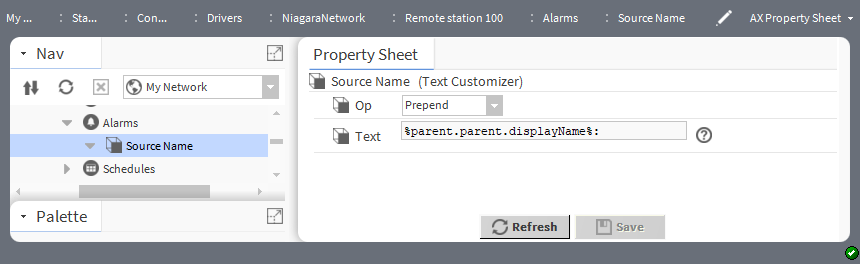 My ... : Sta... : Con... : Drivers : NiagaraNetwork : Remote station 100 : Alarms : Source Name AX Property Sheet
Nav
My Network
Alarms
Source Name
Schedules
Palette
Property Sheet
Source Name (Text Customizer)
Op Prepend
Text %parent.parent.displayName%: ?
Refresh Save